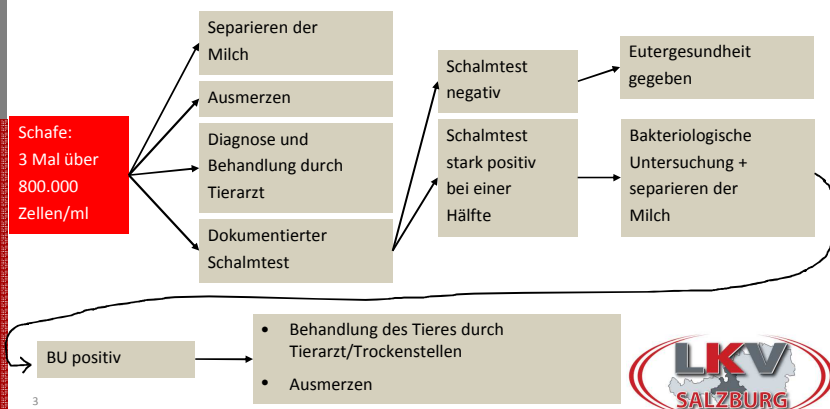 Schafe:
3 Mal über
800.000
Zellen/ml
Separieren der
Milch
Ausmerzen
Diagnose und
Behandlung durch
Tierarzt
Dokumentierter
Schalmtest
Schalmtest
negativ
Eutergesundheit
gegeben
Schalmtest
stark positiv
bei einer
Hälfte
Bakteriologische
Untersuchung +
separieren der
Milch
BU positiv
• Behandlung des Tieres durch
Tierarzt/Trockenstellen
• Ausmerzen
3
LKV
SALZBURG